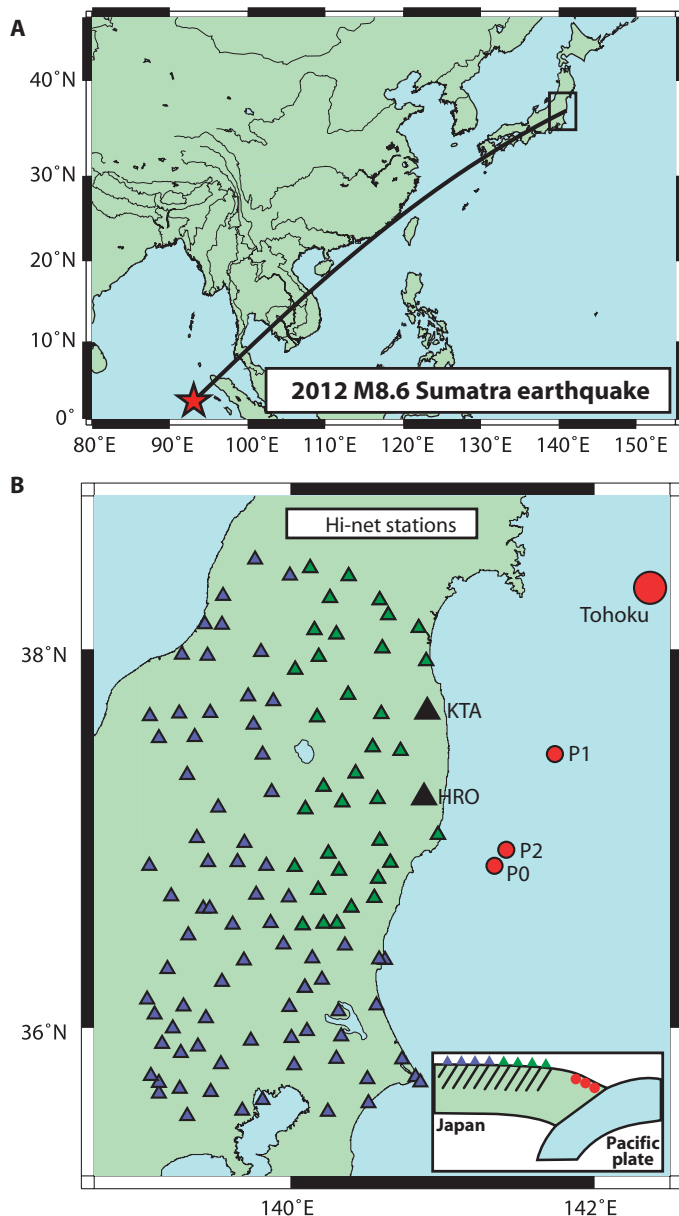 A
40°N
30°N
20°N
10°N
0°
2012 M8.6 Sumatra earthquake
80°E 90°E 100°E 110°E 120°E 130°E 140°E 150°E
B
Hi-net stations
Tohoku
38°N
KTA
P1
HRO
P2
P0
36°N
Japan
Pacific
plate
140°E 142°E